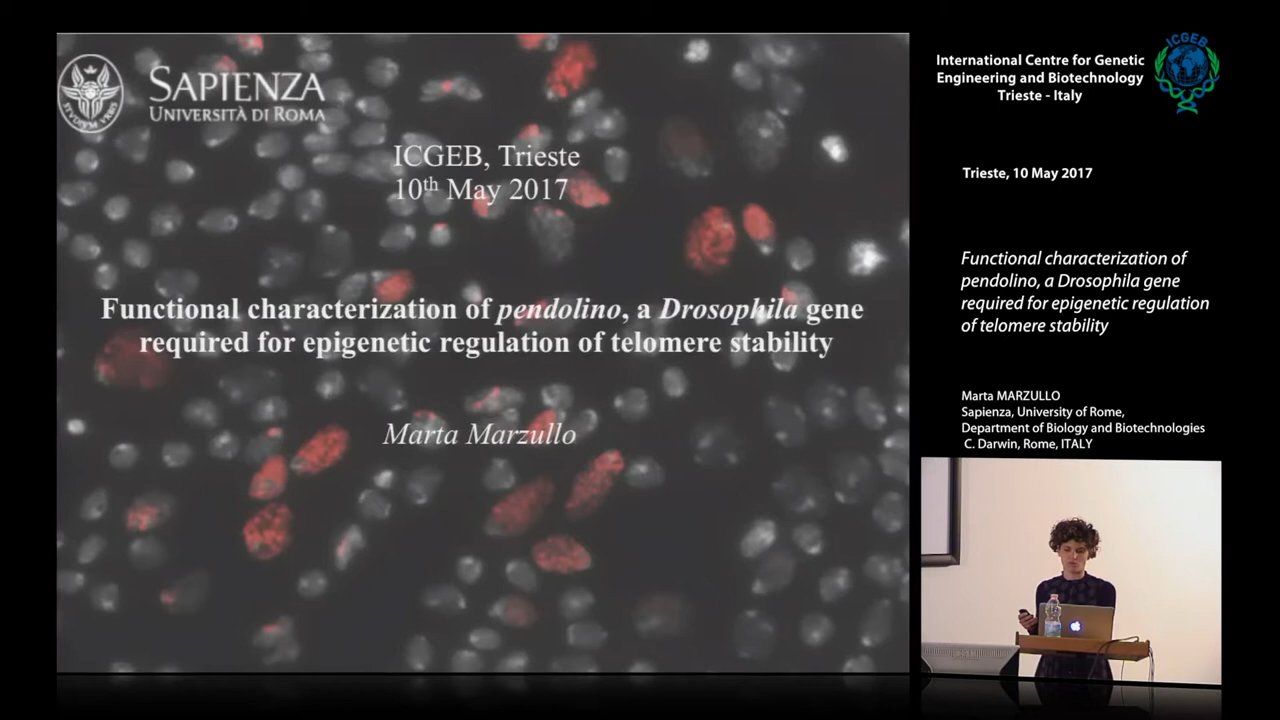 SAPIENZA
UNIVERSITÀ DI ROMA
STVDIVM VRBIS
ICGEB, Trieste
10th May 2017
Functional characterization of pendolino, a Drosophila gene
required for epigenetic regulation of telomere stability
Marta Marzullo
International Centre for Genetic
Engineering and Biotechnology
Trieste - Italy
ICGEB
Trieste, 10 May 2017
Functional characterization of
pendolino, a Drosophila gene
required for epigenetic regulation
of telomere stability
Marta MARZULLO
Sapienza, University of Rome,
Department of Biology and Biotechnologies
C. Darwin, Rome, ITALY